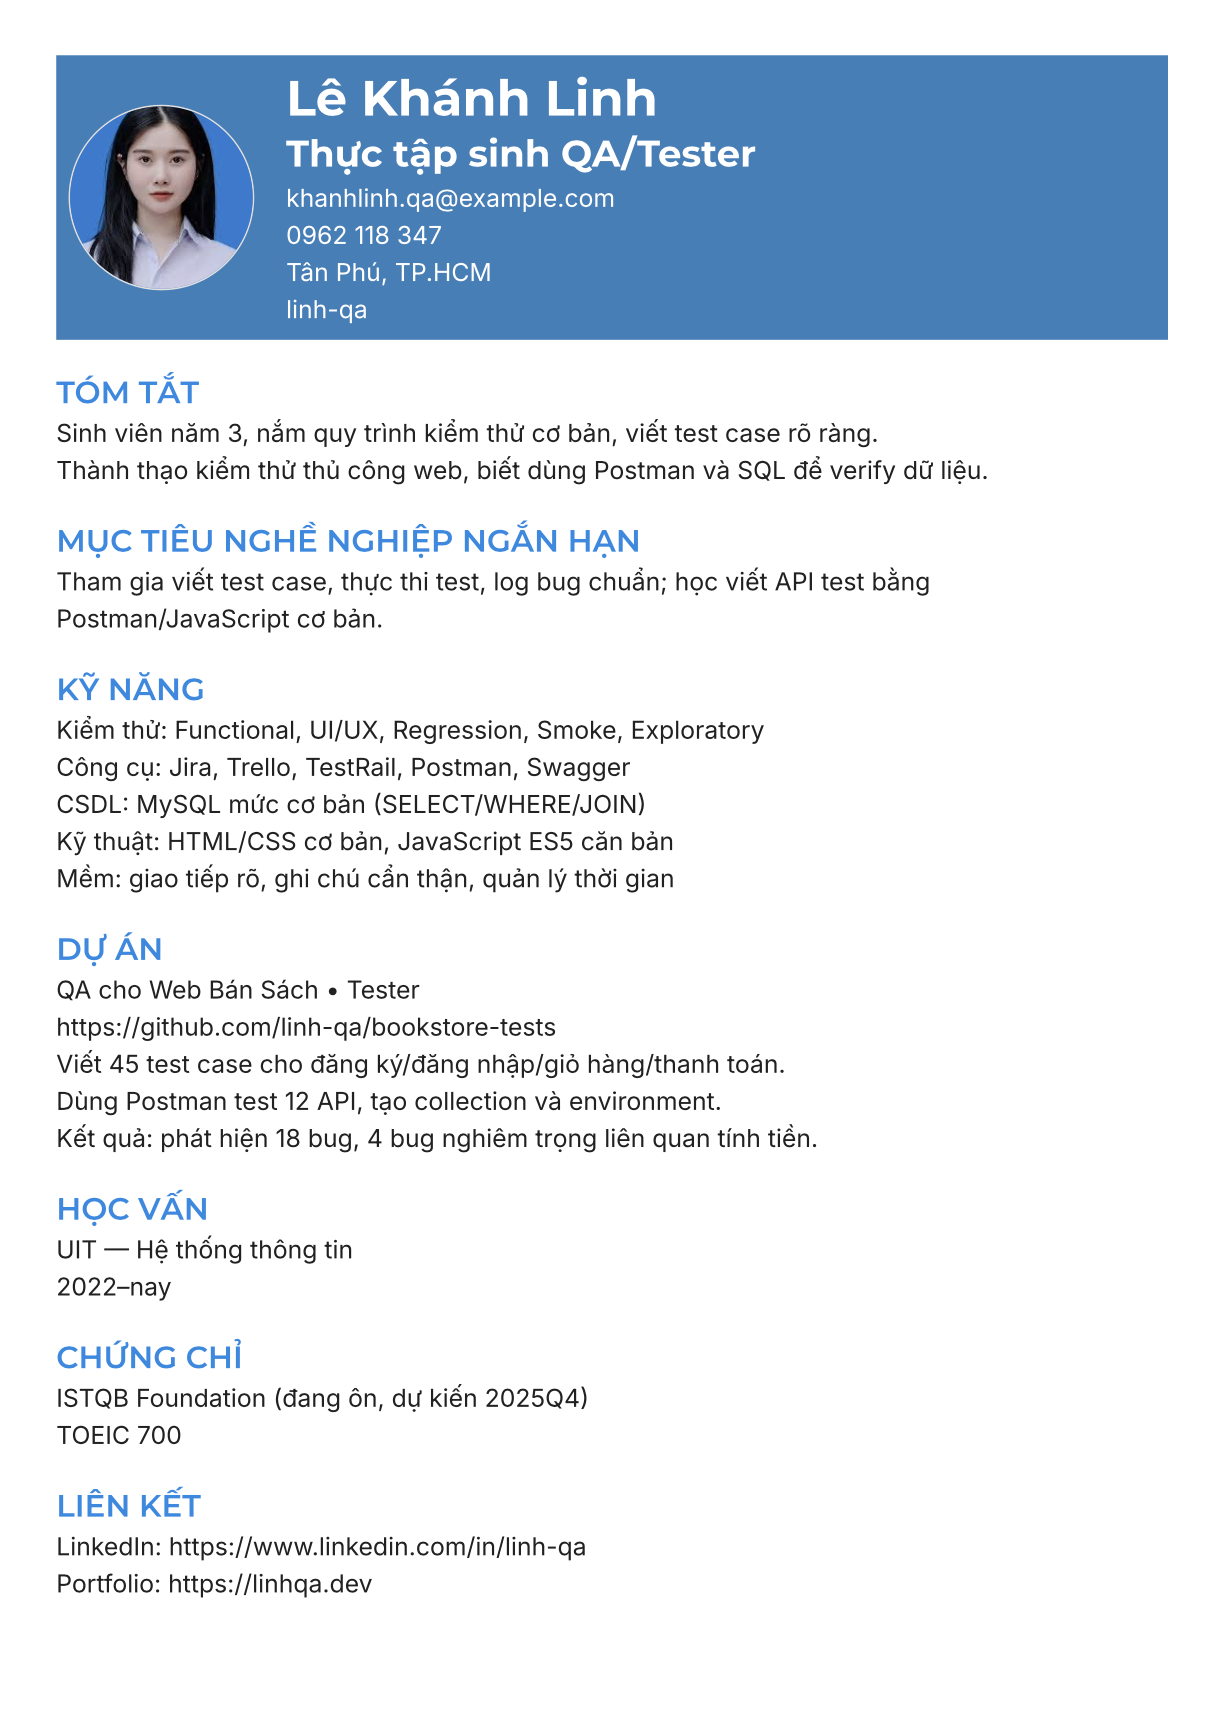 Lê Khánh Linh
Thực tập sinh QA/Tester
khanhlinh.qa@example.com
0962 118 347
Tân Phú, TP.HCM
linh-qa
TÓM TẮT
Sinh viên năm 3, nắm quy trình kiểm thử cơ bản, viết test case rõ ràng.
Thành thạo kiểm thử thủ công web, biết dùng Postman và SQL để verify dữ liệu.
MỤC TIÊU NGHỀ NGHIỆP NGẮN HẠN
Tham gia viết test case, thực thi test, log bug chuẩn; học viết API test bằng
Postman/JavaScript cơ bản.
KỸ NĂNG
Kiểm thử: Functional, UI/UX, Regression, Smoke, Exploratory
Công cụ: Jira, Trello, TestRail, Postman, Swagger
CSDL: MySQL mức cơ bản (SELECT/WHERE/JOIN)
Kỹ thuật: HTML/CSS cơ bản, JavaScript ES5 căn bản
Mềm: giao tiếp rõ, ghi chú cẩn thận, quản lý thời gian
DỰ ÁN
QA cho Web Bán Sách • Tester
https://github.com/linh-qa/bookstore-tests
Viết 45 test case cho đăng ký/đăng nhập/giỏ hàng/thanh toán.
Dùng Postman test 12 API, tạo collection và environment.
Kết quả: phát hiện 18 bug, 4 bug nghiêm trọng liên quan tính tiền.
HỌC VẤN
UIT — Hệ thống thông tin
2022–nay
CHỨNG CHỈ
ISTQB Foundation (đang ôn, dự kiến 2025Q4)
TOEIC 700
LIÊN KẾT
LinkedIn: https://www.linkedin.com/in/linh-qa
Portfolio: https://linhqa.dev